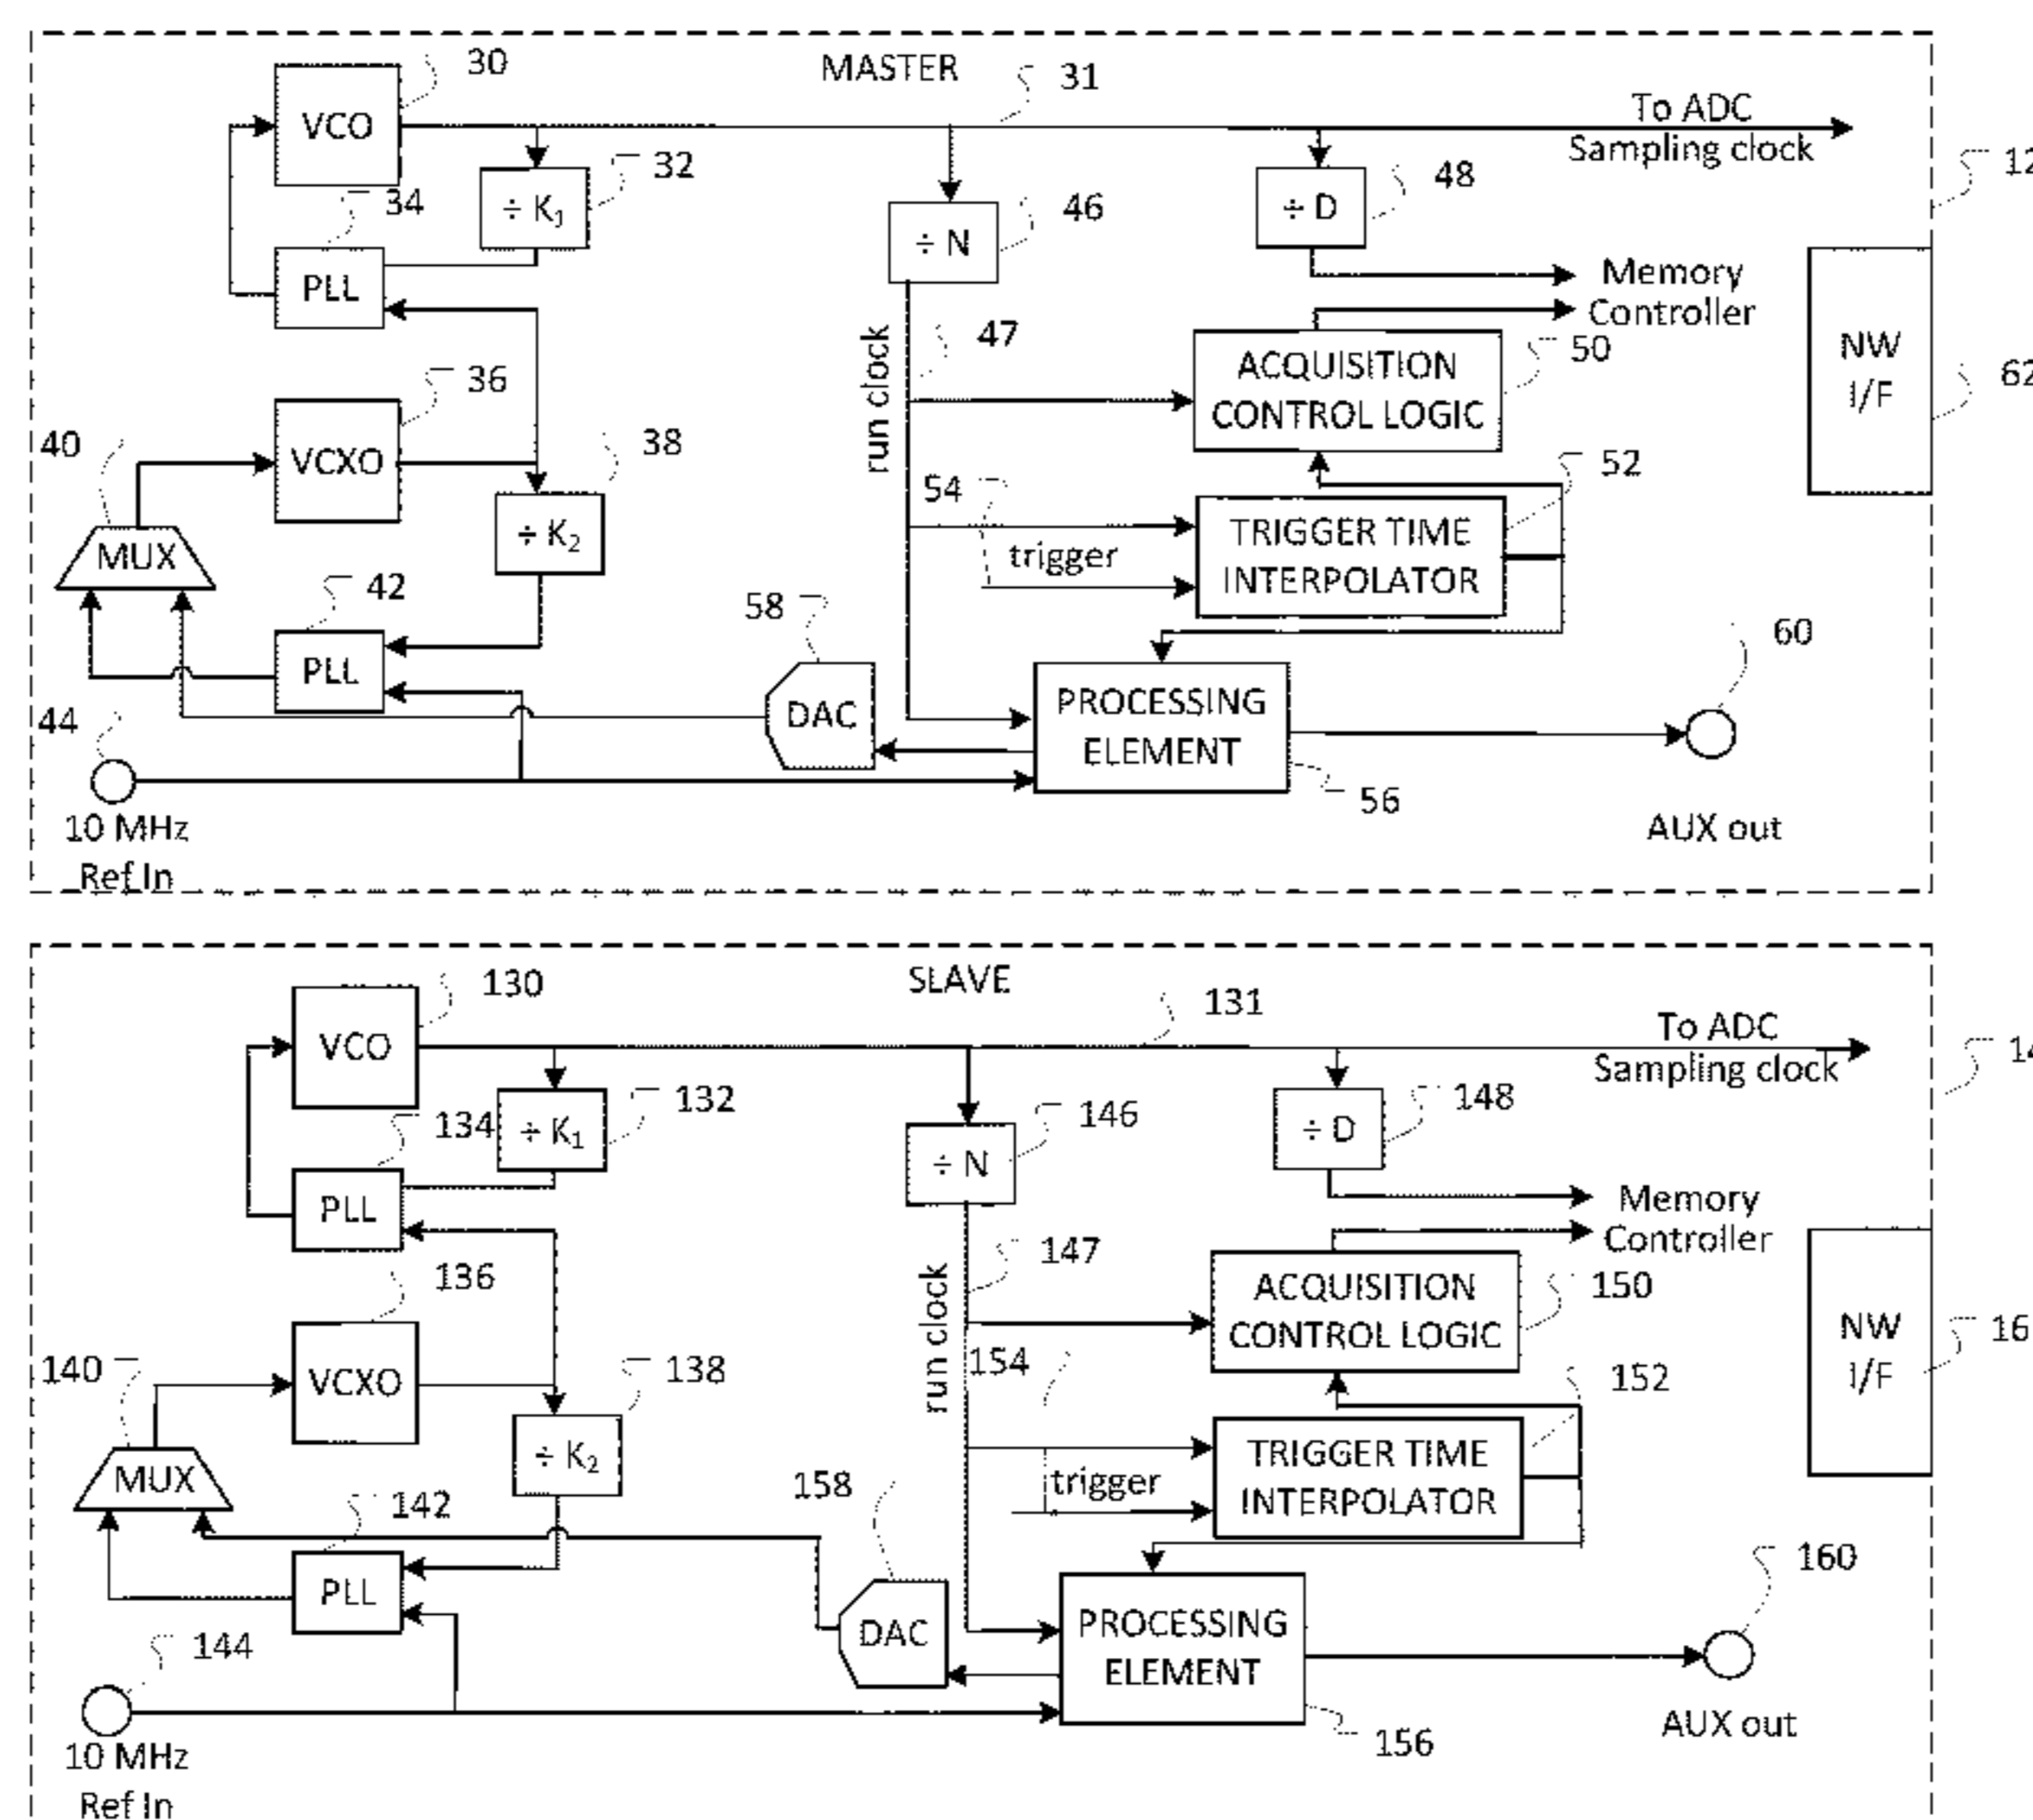 MASTER
30
31
VCO
To ADC
Sampling clock
32
34
÷ K₁
46
÷ N
48
÷ D
12
PLL
Memory
Controller
run clock
47
ACQUISITION
CONTROL LOGIC
50
NW
I/F
62
36
40
VCXO
38
54
52
÷ K₂
MUX
trigger
TRIGGER TIME
INTERPOLATOR
42
58
60
PLL
DAC
PROCESSING
ELEMENT
44
56
10 MHz
Ref In
AUX out
SLAVE
130
131
VCO
To ADC
Sampling clock
14
132
134
÷ K₁
146
÷ N
148
÷ D
PLL
Memory
Controller
run clock
147
ACQUISITION
CONTROL LOGIC
150
NW
I/F
16
136
140
VCXO
138
154
152
÷ K₂
MUX
trigger
TRIGGER TIME
INTERPOLATOR
142
158
160
PLL
DAC
PROCESSING
ELEMENT
144
156
10 MHz
Ref In
AUX out